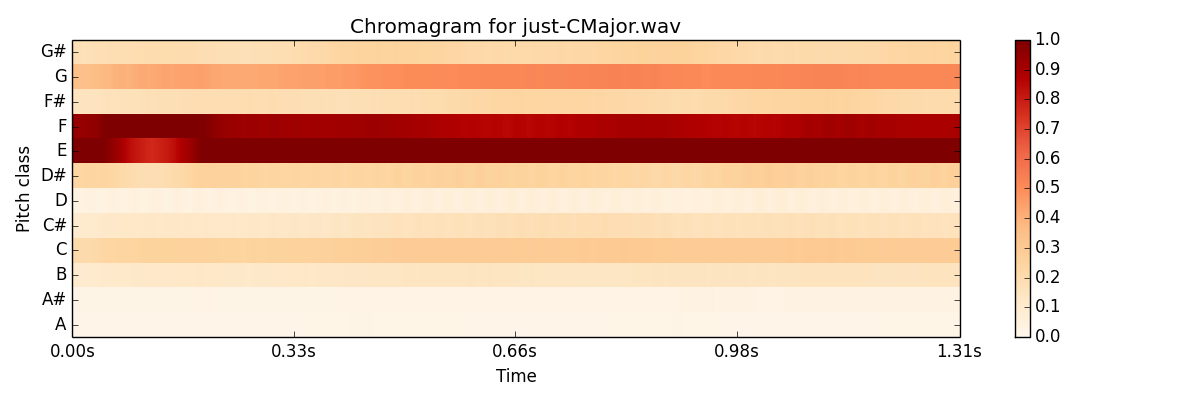 Chromagram for just-CMajor.wav
Pitch class
G#
G
F#
F
E
D#
D
C#
C
B
A#
A
0.00s 0.33s 0.66s 0.98s 1.31s
Time
1.0
0.9
0.8
0.7
0.6
0.5
0.4
0.3
0.2
0.1
0.0